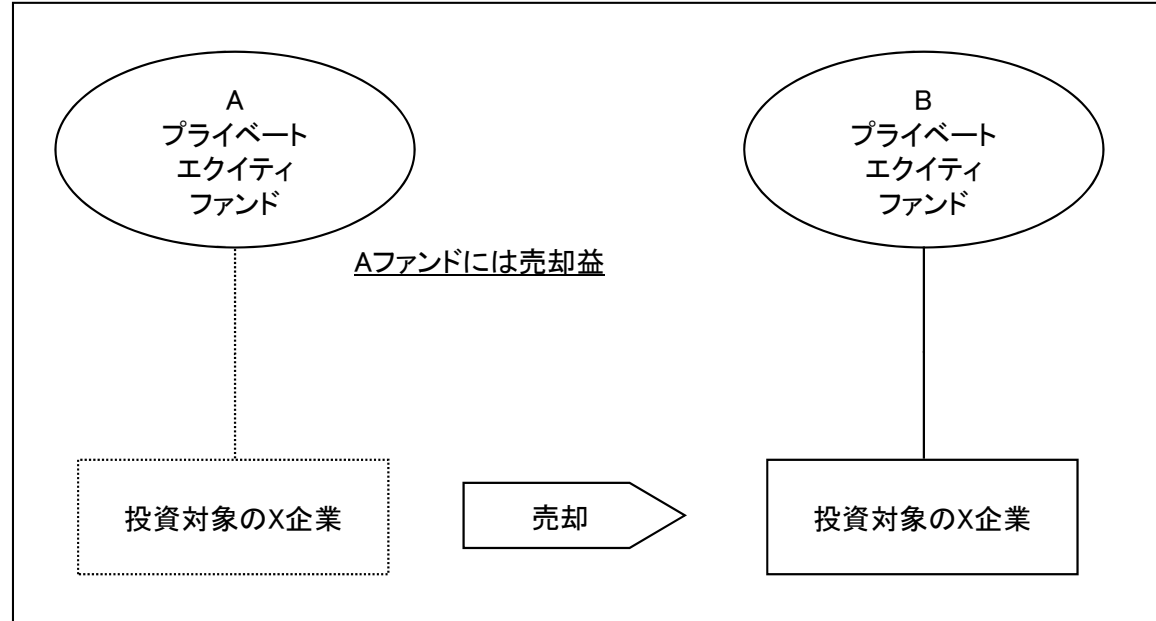 A
プライベート
エクイティ
ファンド
B
プライベート
エクイティ
ファンド
Aファンドには売却益
投資対象のX企業
売却
投資対象のX企業